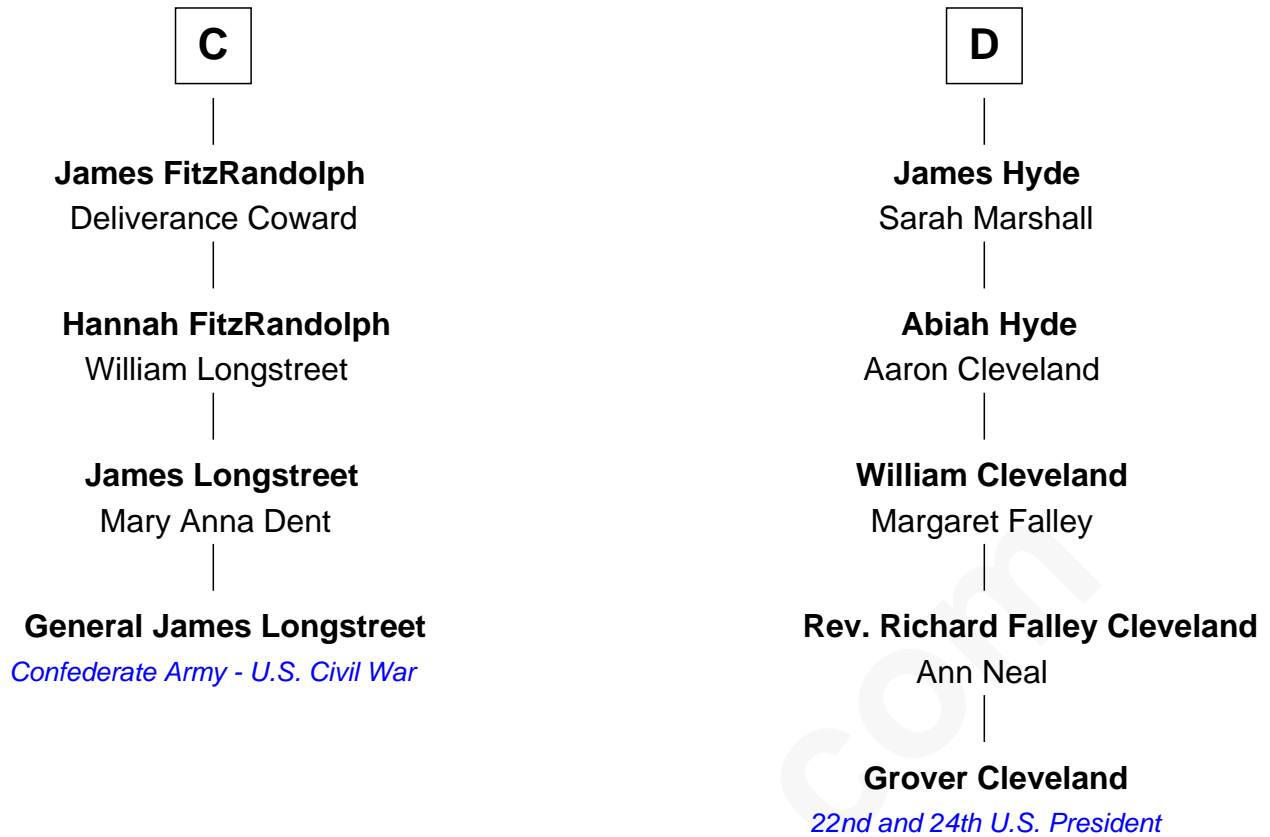 C
James FitzRandolph
Deliverance Coward
Hannah FitzRandolph
William Longstreet
James Longstreet
Mary Anna Dent
General James Longstreet
Confederate Army - U.S. Civil War
D
James Hyde
Sarah Marshall
Abiah Hyde
Aaron Cleveland
William Cleveland
Margaret Falley
Rev. Richard Falley Cleveland
Ann Neal
Grover Cleveland
22nd and 24th U.S. President
com